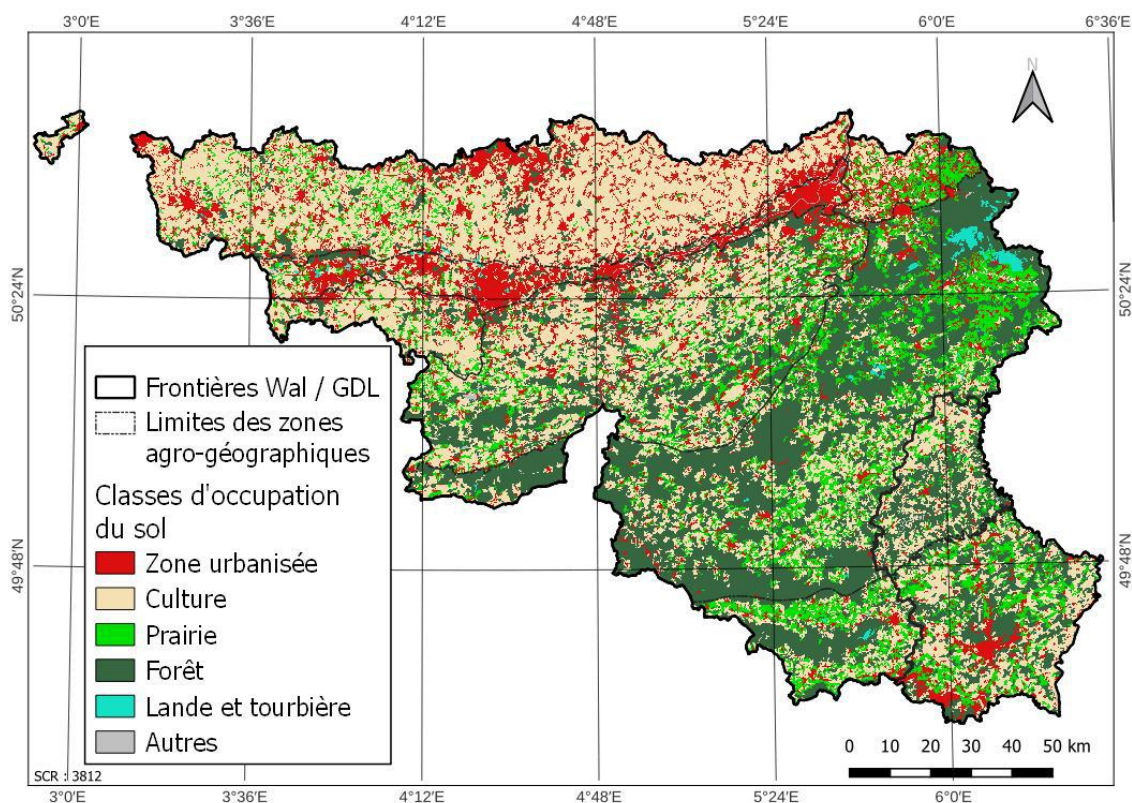 3°0'E 3°36'E 4°12'E 4°48'E 5°24'E 6°0'E 6°36'E
N
50°24'N 50°24'N
Frontières Wal / GDL
Limites des zones
agro-géographiques
Classes d'occupation
du sol
Zone urbanisée
Culture
Prairie
Forêt
Lande et tourbière
Autres
49°48'N 49°48'N
0 10 20 30 40 50 km
SCR : 3812
3°0'E 3°36'E 4°12'E 4°48'E 5°24'E 6°0'E